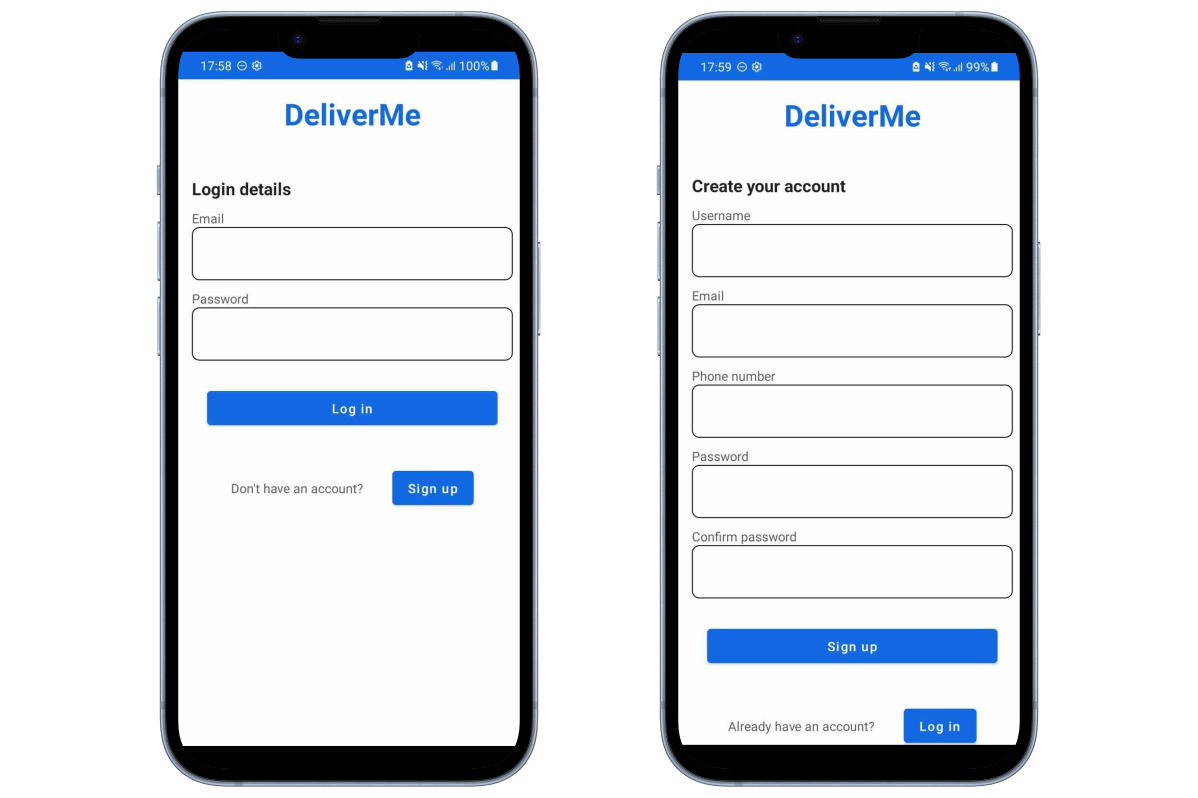 17:58 100%
DeliverMe
Login details
Email
Password
Log in
Don't have an account? Sign up
17:59 99%
DeliverMe
Create your account
Username
Email
Phone number
Password
Confirm password
Sign up
Already have an account? Log in